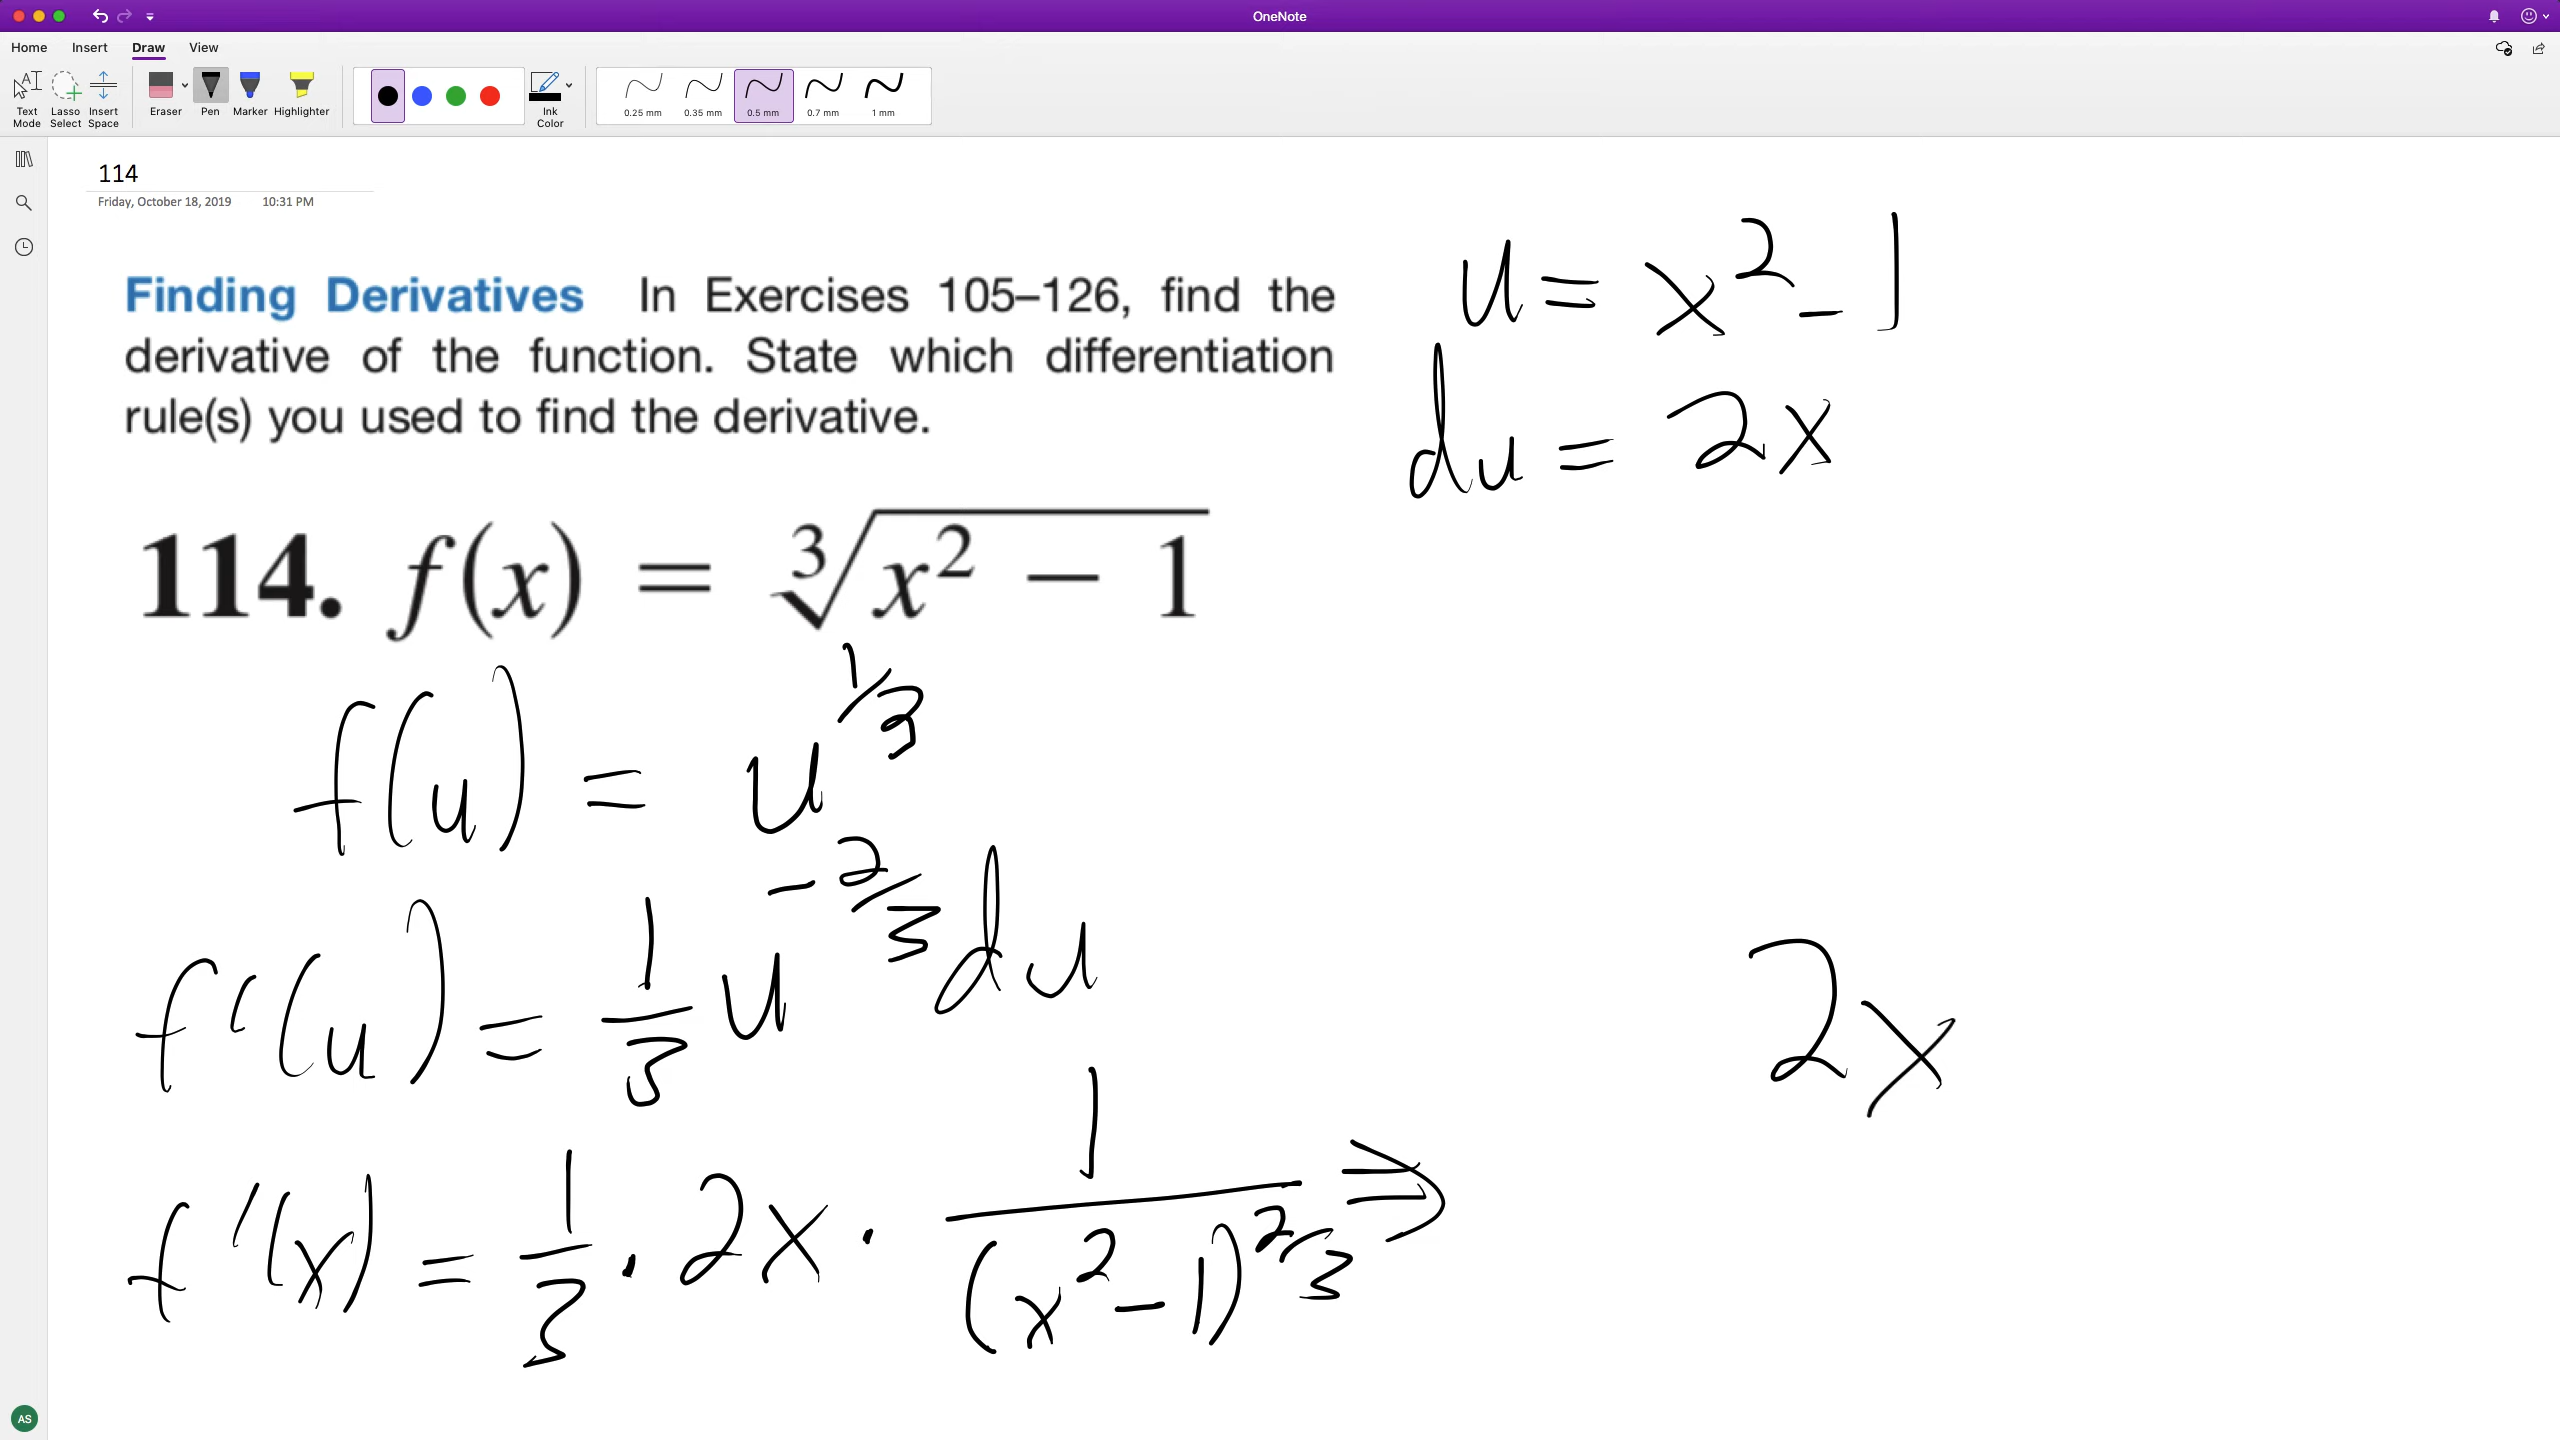 OneNote
Home Insert Draw View
Text Mode Lasso Select Insert Space Eraser Pen Marker Highlighter Ink Color 0.25 mm 0.35 mm 0.5 mm 0.7 mm 1 mm
114
Friday, October 18, 2019 10:31 PM
Finding Derivatives In Exercises 105–126, find the
derivative of the function. State which differentiation
rule(s) you used to find the derivative.
114. f(x) = ∛(x² − 1)
u = x² - 1
du = 2x
f(u) = u^1/3
f'(u) = 1/3 u^-2/3 du
f'(x) = 1/3 · 2x · 1/(x² - 1)^2/3 ⇒
2x
AS